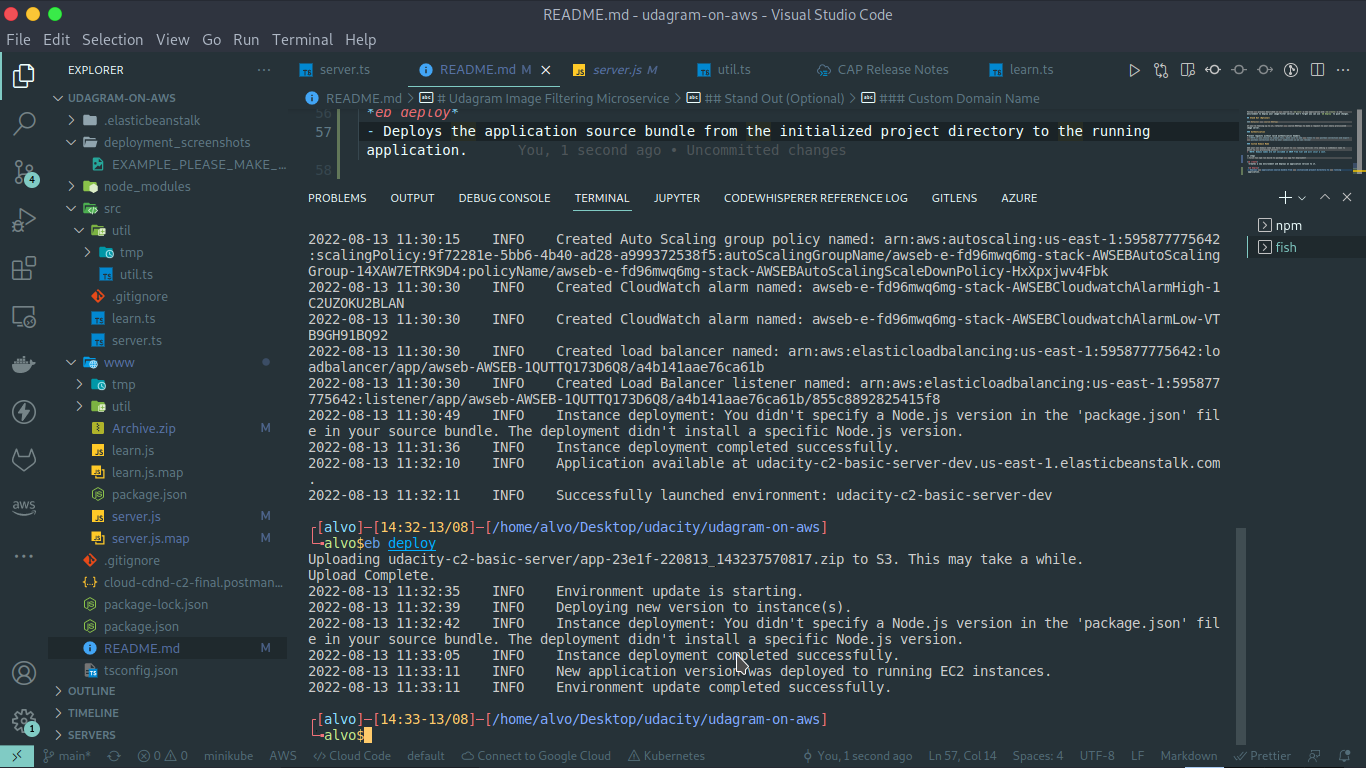 README.md - udagram-on-aws - Visual Studio Code
File Edit Selection View Go Run Terminal Help
EXPLORER
UDAGRAM-ON-AWS
.elasticbeanstalk
deployment_screenshots
EXAMPLE_PLEASE_MAKE_...
node_modules
src
util
tmp
util.ts
.gitignore
learn.ts
server.ts
www
tmp
util
Archive.zip M
learn.js
learn.js.map
package.json
server.js M
server.js.map M
.gitignore
cloud-cdnd-c2-final.postman...
package-lock.json
package.json
README.md M
tsconfig.json
OUTLINE
TIMELINE
SERVERS
4
aws
1
server.ts README.md M server.js M util.ts CAP Release Notes learn.ts
README.md > # Udagram Image Filtering Microservice > ## Stand Out (Optional) > ### Custom Domain Name
56 *eb deploy*
57 - Deploys the application source bundle from the initialized project directory to the running
application. You, 1 second ago • Uncommitted changes
58
PROBLEMS OUTPUT DEBUG CONSOLE TERMINAL JUPYTER CODEWHISPERER REFERENCE LOG GITLENS AZURE
npm
fish
2022-08-13 11:30:15 INFO Created Auto Scaling group policy named: arn:aws:autoscaling:us-east-1:595877775642
:scalingPolicy:9f72281e-5bb6-4b40-ad28-a999372538f5:autoScalingGroupName/awseb-e-fd96mwq6mg-stack-AWSEBAutoScaling
Group-14XAW7ETRK9D4:policyName/awseb-e-fd96mwq6mg-stack-AWSEBAutoScalingScaleDownPolicy-HxXpxjwv4Fbk
2022-08-13 11:30:30 INFO Created CloudWatch alarm named: awseb-e-fd96mwq6mg-stack-AWSEBCloudwatchAlarmHigh-1
C2UZOKU2BLAN
2022-08-13 11:30:30 INFO Created CloudWatch alarm named: awseb-e-fd96mwq6mg-stack-AWSEBCloudwatchAlarmLow-VT
B9GH91BQ92
2022-08-13 11:30:30 INFO Created load balancer named: arn:aws:elasticloadbalancing:us-east-1:595877775642:lo
adbalancer/app/awseb-AWSEB-1QUTTQ173D6Q8/a4b141aae76ca61b
2022-08-13 11:30:30 INFO Created Load Balancer listener named: arn:aws:elasticloadbalancing:us-east-1:595877
775642:listener/app/awseb-AWSEB-1QUTTQ173D6Q8/a4b141aae76ca61b/855c8892825415f8
2022-08-13 11:30:49 INFO Instance deployment: You didn't specify a Node.js version in the 'package.json' fil
e in your source bundle. The deployment didn't install a specific Node.js version.
2022-08-13 11:31:36 INFO Instance deployment completed successfully.
2022-08-13 11:32:10 INFO Application available at udacity-c2-basic-server-dev.us-east-1.elasticbeanstalk.com
.
2022-08-13 11:32:11 INFO Successfully launched environment: udacity-c2-basic-server-dev
[alvo]-[14:32-13/08]-[/home/alvo/Desktop/udacity/udagram-on-aws]
alvo$eb deploy
Uploading udacity-c2-basic-server/app-23e1f-220813_143237570817.zip to S3. This may take a while.
Upload Complete.
2022-08-13 11:32:35 INFO Environment update is starting.
2022-08-13 11:32:39 INFO Deploying new version to instance(s).
2022-08-13 11:32:42 INFO Instance deployment: You didn't specify a Node.js version in the 'package.json' fil
e in your source bundle. The deployment didn't install a specific Node.js version.
2022-08-13 11:33:05 INFO Instance deployment completed successfully.
2022-08-13 11:33:11 INFO New application version was deployed to running EC2 instances.
2022-08-13 11:33:11 INFO Environment update completed successfully.
[alvo]-[14:33-13/08]-[/home/alvo/Desktop/udacity/udagram-on-aws]
alvo$
main* 0 0 minikube AWS Cloud Code default Connect to Google Cloud Kubernetes You, 1 second ago Ln 57, Col 14 Spaces: 4 UTF-8 LF Markdown Prettier